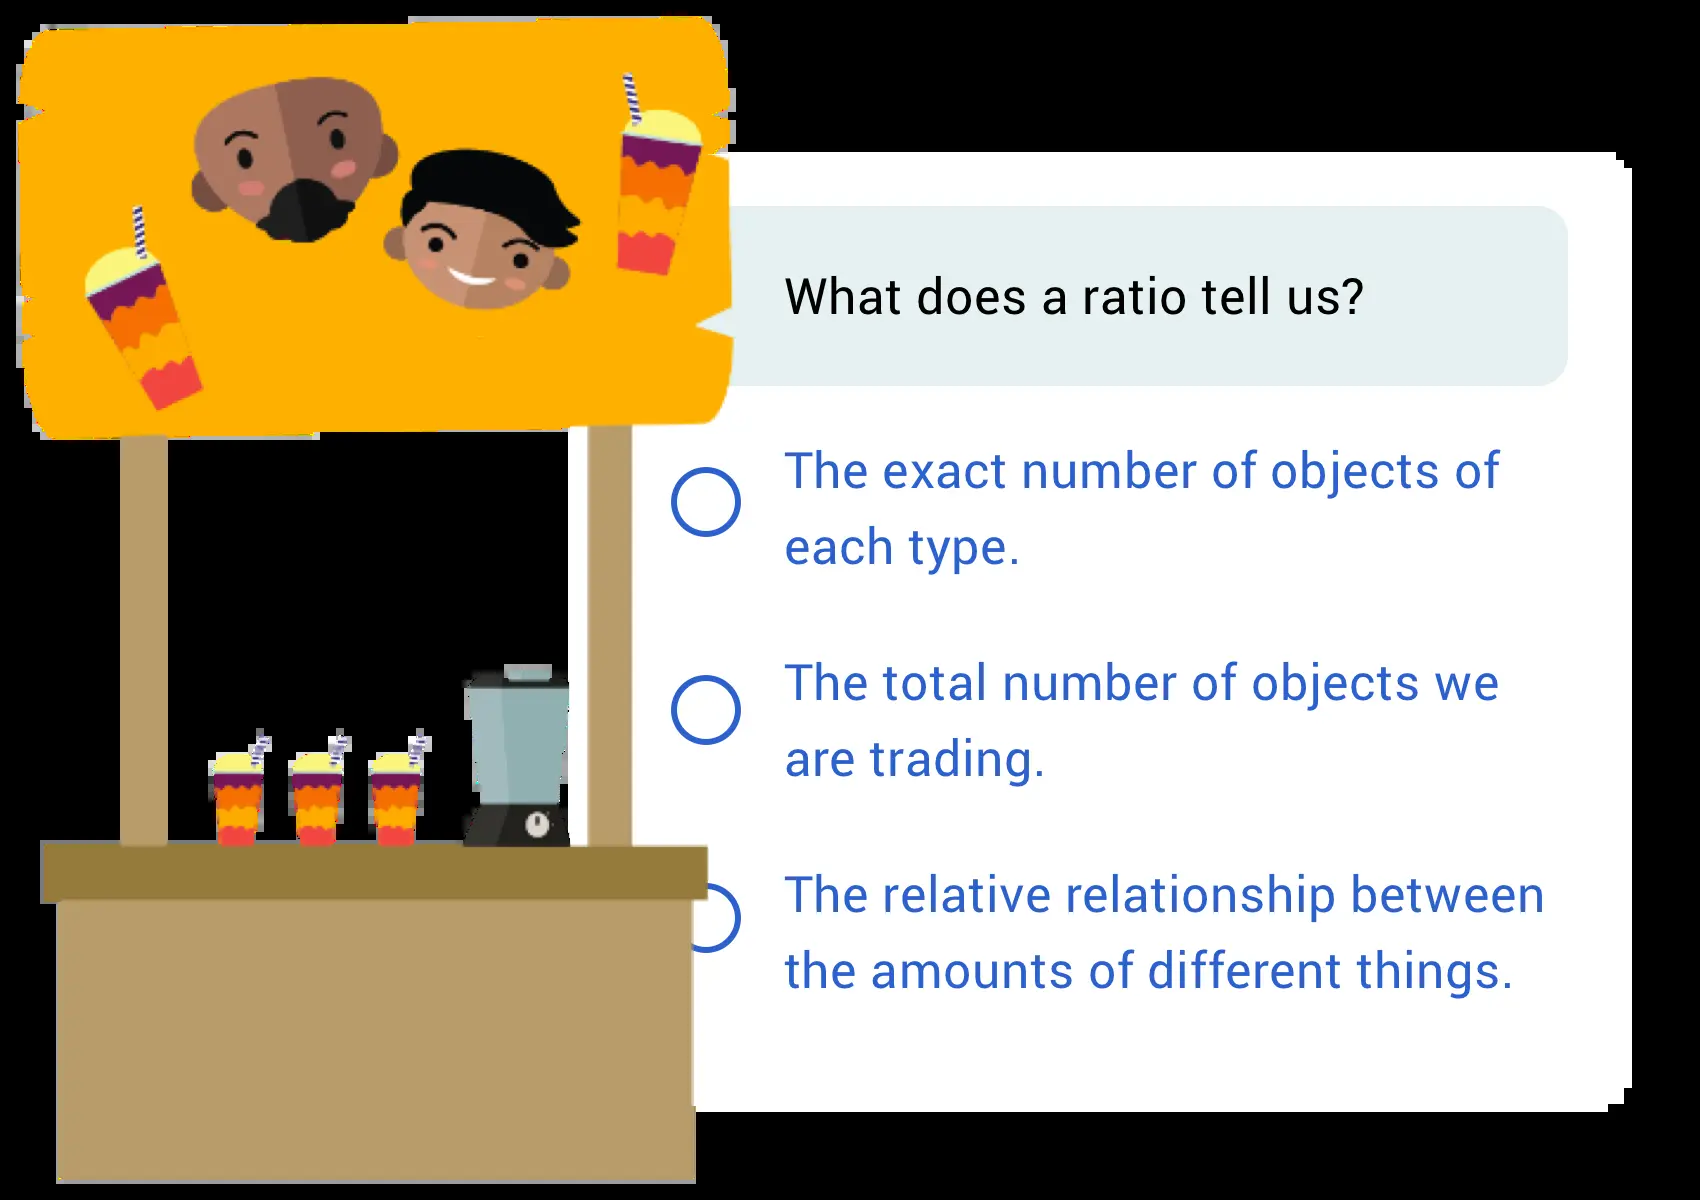 What does a ratio tell us?
The exact number of objects of
each type.
The total number of objects we
are trading.
The relative relationship between
the amounts of different things.